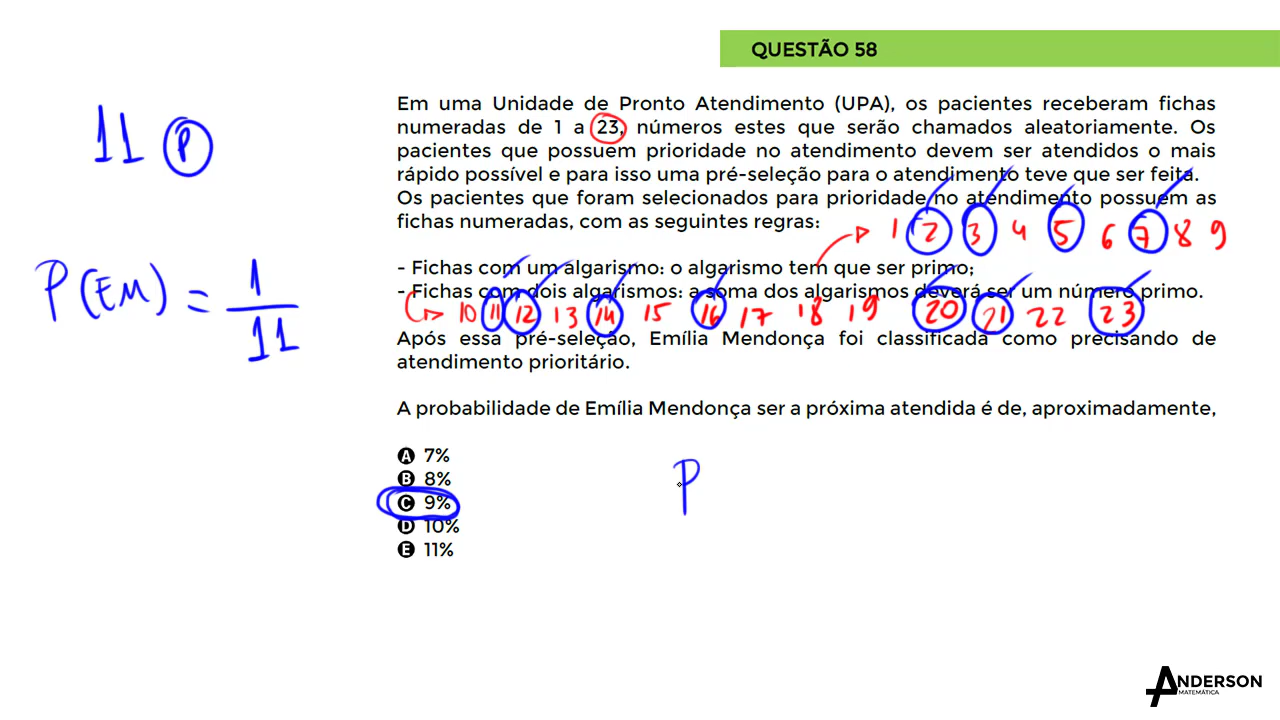 QUESTÃO 58
11 P
P(EM) = 1
11
Em uma Unidade de Pronto Atendimento (UPA), os pacientes receberam fichas
numeradas de 1 a 23, números estes que serão chamados aleatoriamente. Os
pacientes que possuem prioridade no atendimento devem ser atendidos o mais
rápido possível e para isso uma pré-seleção para o atendimento teve que ser feita.
Os pacientes que foram selecionados para prioridade no atendimento possuem as
fichas numeradas, com as seguintes regras:
1 2 3 4 5 6 7 8 9
- Fichas com um algarismo: o algarismo tem que ser primo;
- Fichas com dois algarismos: a soma dos algarismos deverá ser um número primo.
10 11 12 13 14 15 16 17 18 19 20 21 22 23
Após essa pré-seleção, Emília Mendonça foi classificada como precisando de
atendimento prioritário.
A probabilidade de Emília Mendonça ser a próxima atendida é de, aproximadamente,
A 7%
B 8%
C 9%
D 10%
E 11%
P
ANDERSON
MATEMÁTICA